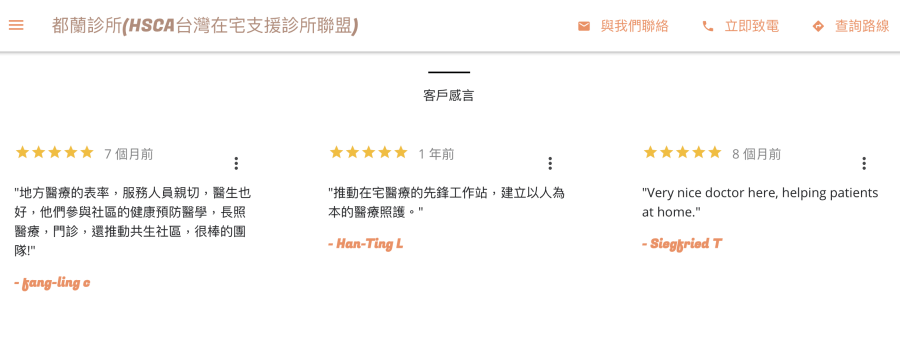 都蘭診所(HSCA台灣在宅支援診所聯盟)
與我們聯絡
立即致電
查詢路線
客戶感言
7 個月前
"地方醫療的表率，服務人員親切，醫生也
好，他們參與社區的健康預防醫學，長照
醫療，門診，還推動共生社區，很棒的團
隊!"
- fang-ling c
1 年前
"推動在宅醫療的先鋒工作站，建立以人為
本的醫療照護。"
- Han-Ting L
8 個月前
"Very nice doctor here, helping patients
at home."
- Siegfried T